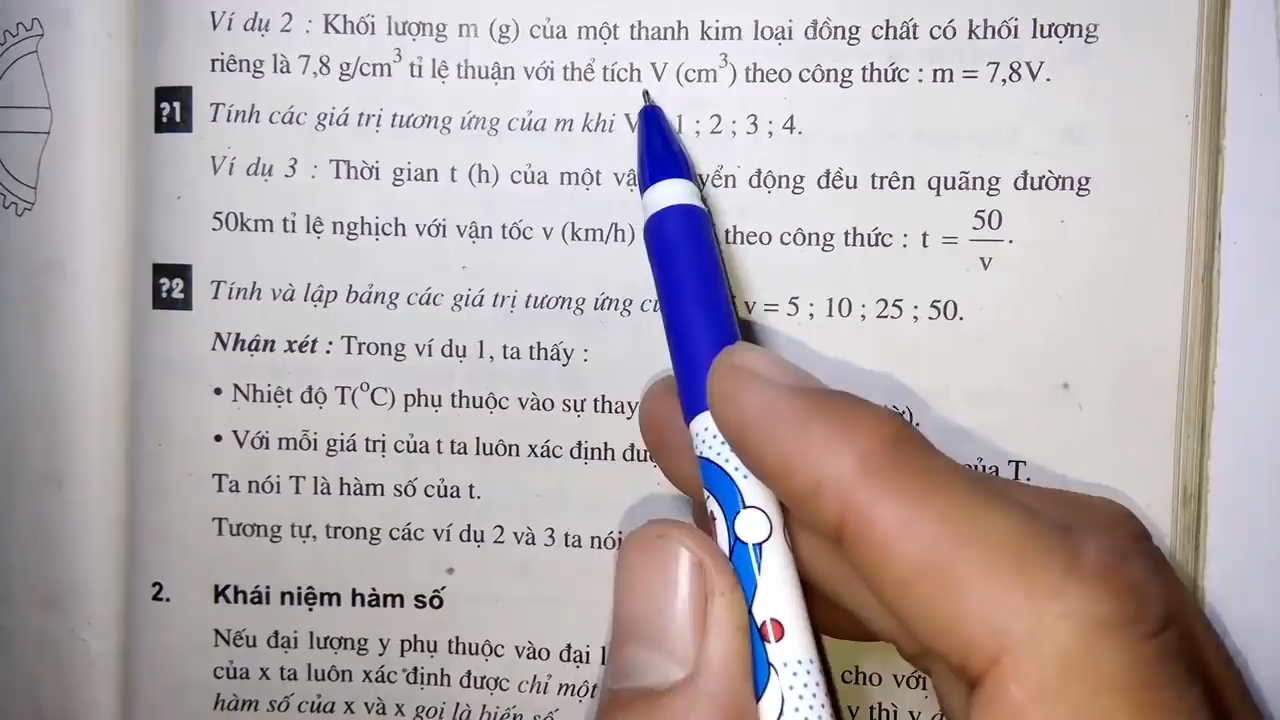 Ví dụ 2 : Khối lượng m (g) của một thanh kim loại đồng chất có khối lượng
riêng là 7,8 g/cm³ tỉ lệ thuận với thể tích V (cm³) theo công thức : m = 7,8V.
?1 Tính các giá trị tương ứng của m khi V 1 ; 2 ; 3 ; 4.
Ví dụ 3 : Thời gian t (h) của một động đều trên quãng đường
50km tỉ lệ nghịch với vận tốc v (km/h) theo công thức : t = 50/v.
?2 Tính và lập bảng các giá trị tương ứng v = 5 ; 10 ; 25 ; 50.
Nhận xét : Trong ví dụ 1, ta thấy :
• Nhiệt độ T(°C) phụ thuộc vào sự thay
• Với mỗi giá trị của t ta luôn xác định của T.
Ta nói T là hàm số của t.
Tương tự, trong các ví dụ 2 và 3 ta nói
2. Khái niệm hàm số
Nếu đại lượng y phụ thuộc vào đại cho với
của x ta luôn xác định được chỉ một y thì y
hàm số của x và x gọi là biến số.